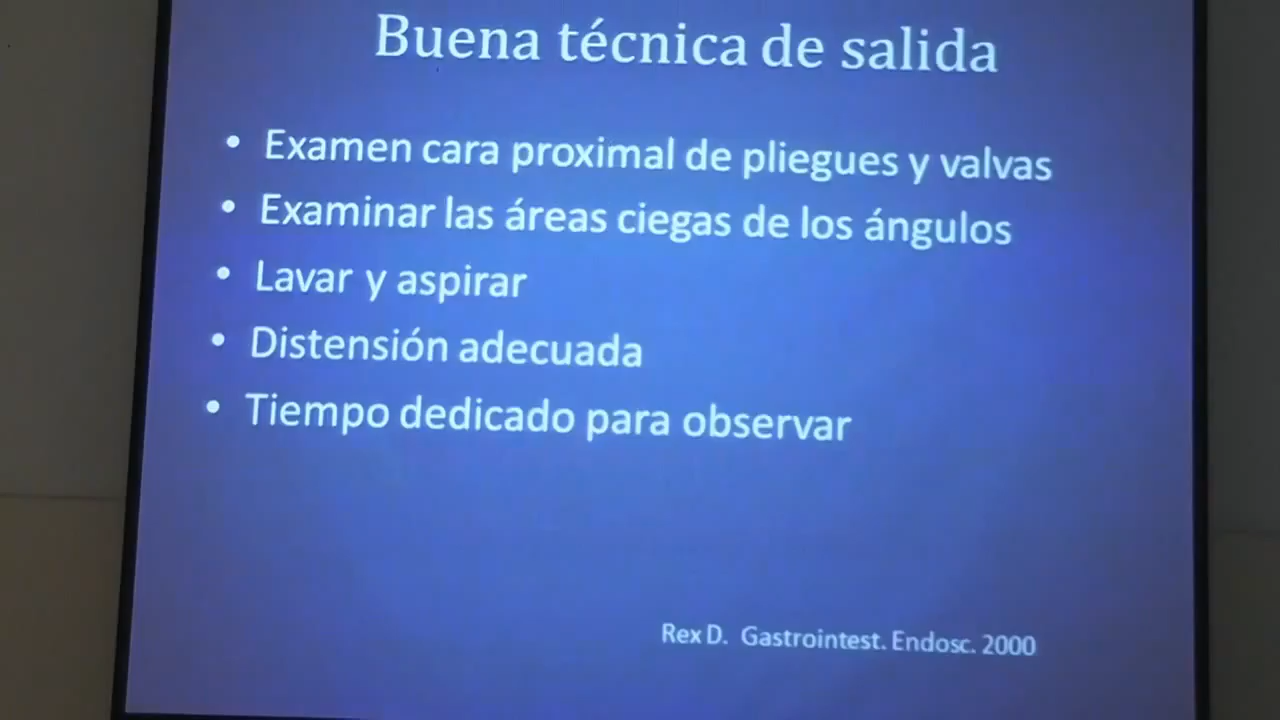 Buena técnica de salida
• Examen cara proximal de pliegues y valvas
• Examinar las áreas ciegas de los ángulos
• Lavar y aspirar
• Distensión adecuada
• Tiempo dedicado para observar
Rex D. Gastrointest. Endosc. 2000